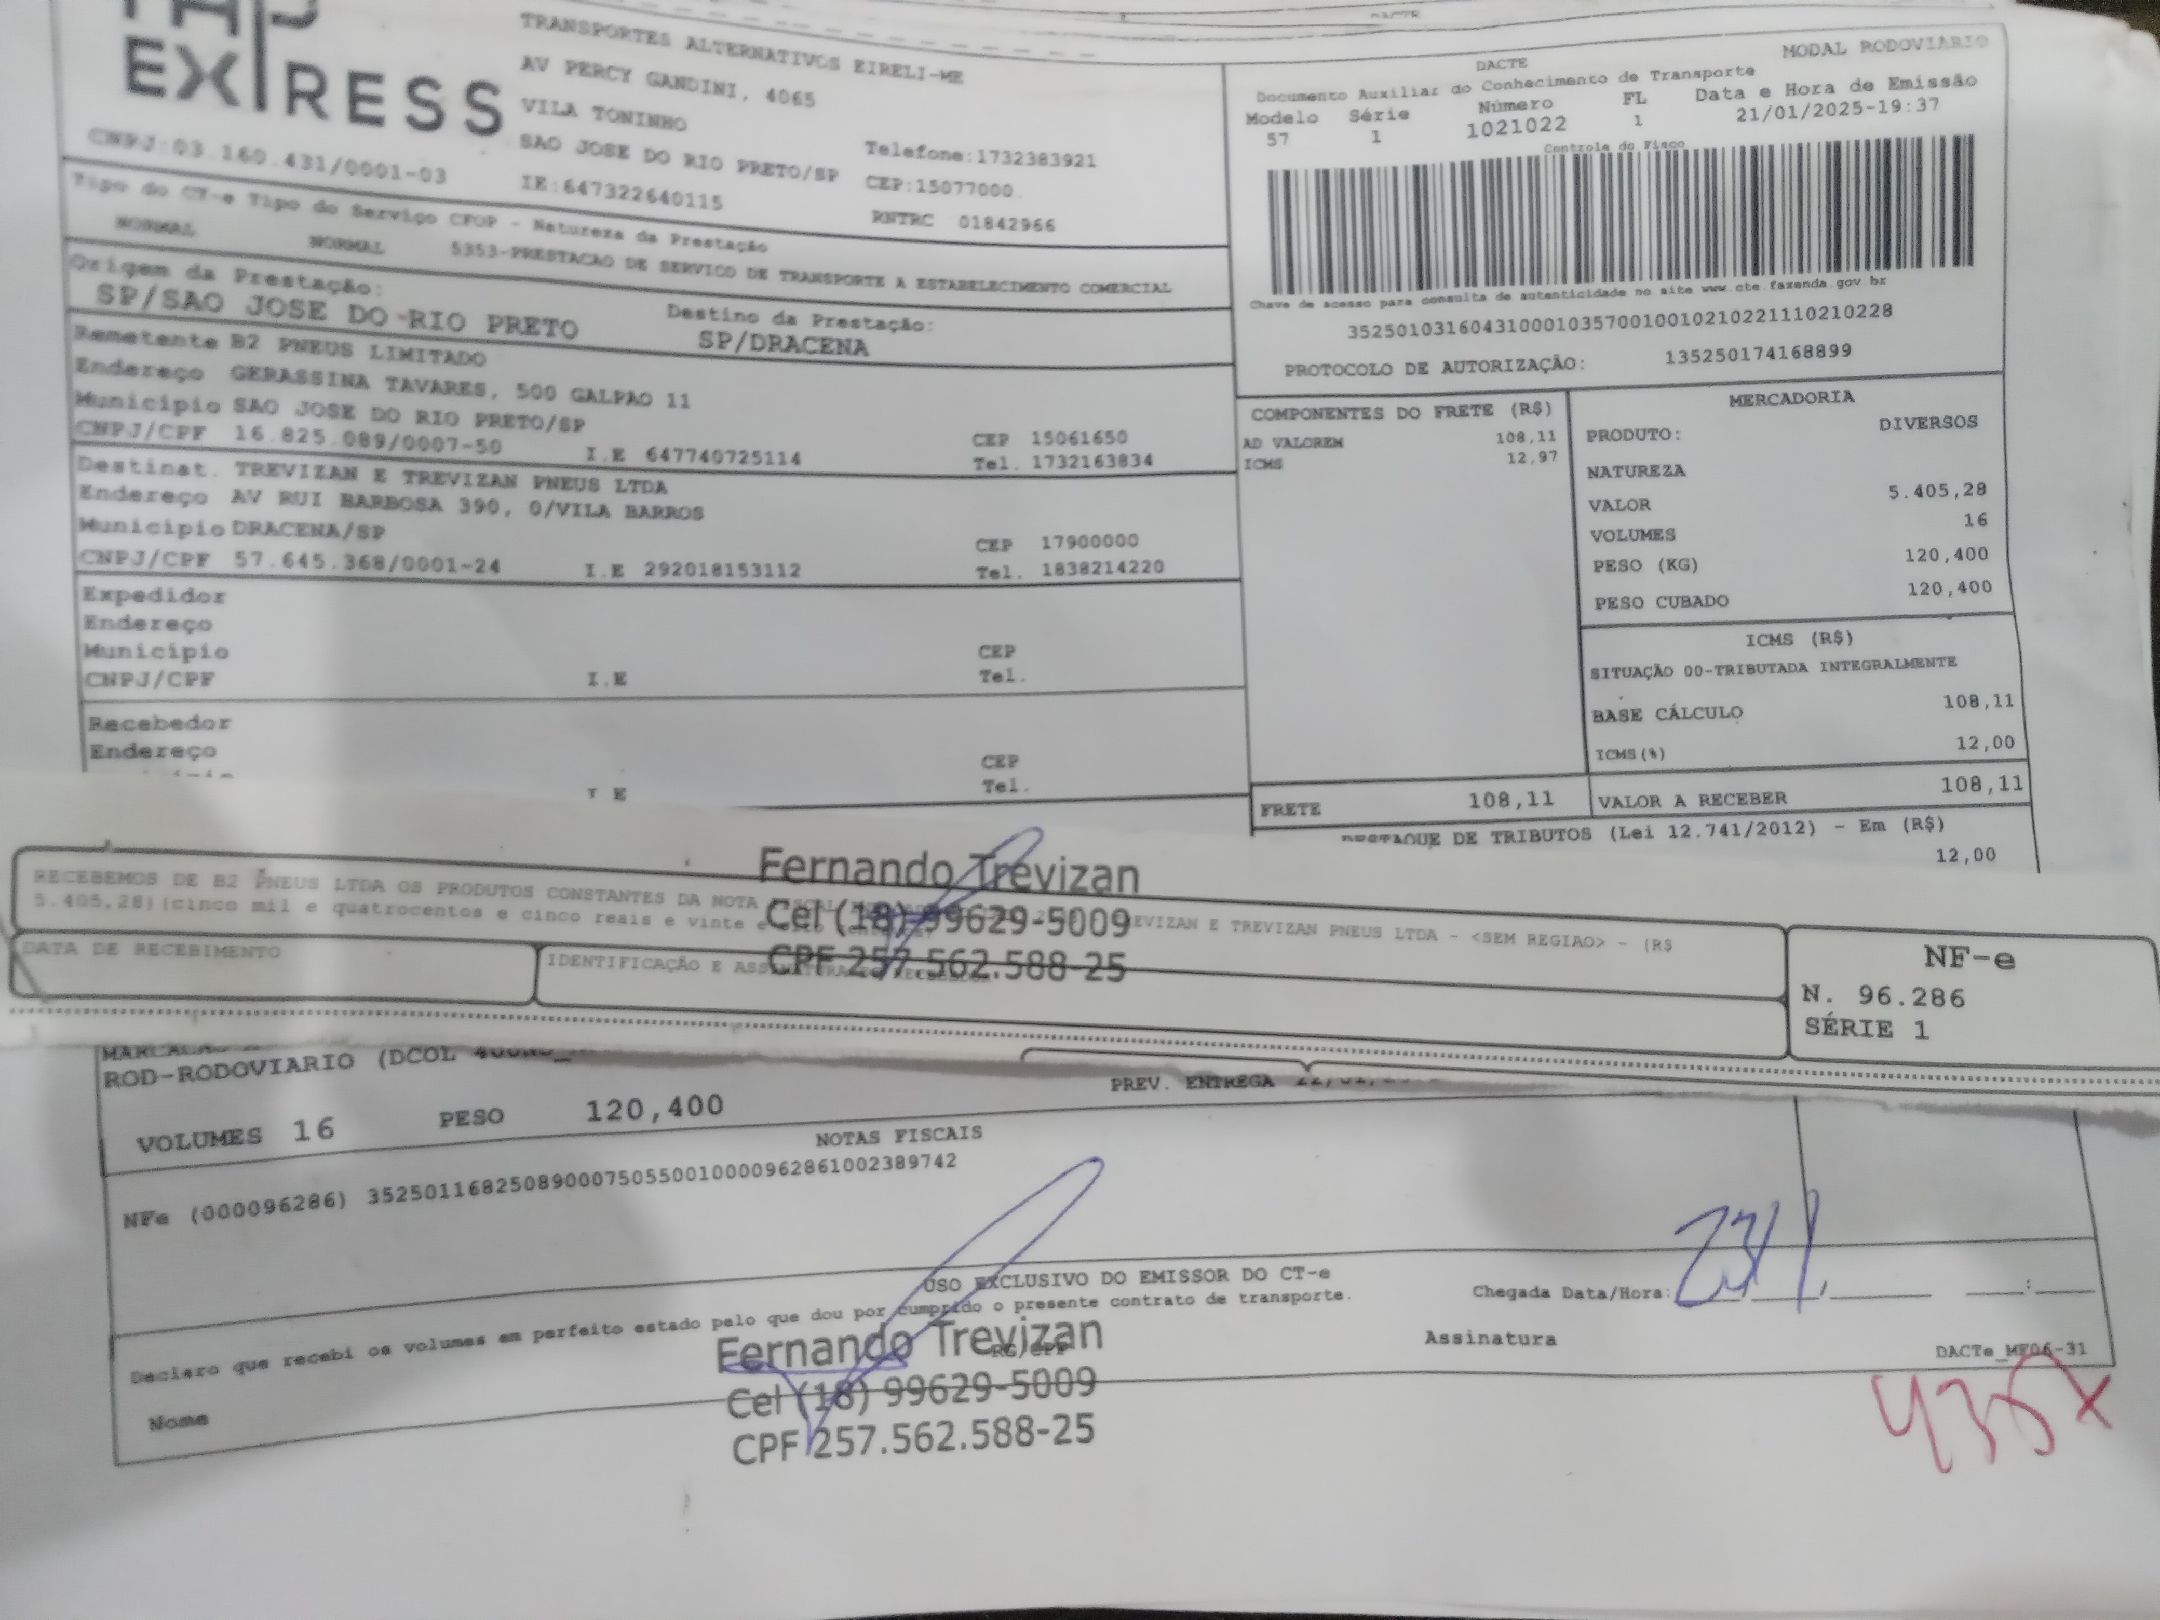 EXPRESS
TRANSPORTES ALTERNATIVOS EIRELI-ME
AV PERCY GANDINI, 4065
VILA TONINHO
SAO JOSE DO RIO PRETO/SP
Telefone:1732383921
CEP:15077000
CNPJ:03.160.431/0001-03
IE:647322640115
RNTRC 01842966
Tipo do CT-e Tipo do Serviço CFOP - Natureza da Prestação
NORMAL NORMAL 5353-PRESTACAO DE SERVICO DE TRANSPORTE A ESTABELECIMENTO COMERCIAL
Origem da Prestação:
SP/SAO JOSE DO RIO PRETO
Destino da Prestação:
SP/DRACENA
Remetente B2 PNEUS LIMITADO
Endereço GERASSINA TAVARES, 500 GALPAO 11
Município SAO JOSE DO RIO PRETO/SP
CEP 15061650
CNPJ/CPF 16.825.089/0007-50 I.E 647740725114 Tel. 1732163834
Destinat. TREVIZAN E TREVIZAN PNEUS LTDA
Endereço AV RUI BARBOSA 390, 0/VILA BARROS
Município DRACENA/SP
CEP 17900000
CNPJ/CPF 57.645.368/0001-24 I.E 292018153112 Tel. 1838214220
Expedidor
Endereço
Município CEP
CNPJ/CPF I.E Tel.
Recebedor
Endereço
CEP
I E Tel.
DACTE
MODAL RODOVIARIO
Documento Auxiliar do Conhecimento de Transporte
Modelo Série Número FL Data e Hora de Emissão
57 1 1021022 1 21/01/2025-19:37
Controle do Fisco
Chave de acesso para consulta de autenticidade no site www.cte.fazenda.gov.br
35250103160431000103570010010210221110210228
PROTOCOLO DE AUTORIZAÇÃO: 135250174168899
COMPONENTES DO FRETE (R$)
AD VALOREM 108,11
ICMS 12,97
MERCADORIA
PRODUTO: DIVERSOS
NATUREZA
VALOR 5.405,28
VOLUMES 16
PESO (KG) 120,400
PESO CUBADO 120,400
ICMS (R$)
SITUAÇÃO 00-TRIBUTADA INTEGRALMENTE
BASE CÁLCULO 108,11
ICMS(%) 12,00
FRETE 108,11 VALOR A RECEBER 108,11
DESTAQUE DE TRIBUTOS (Lei 12.741/2012) - Em (R$)
12,00
RECEBEMOS DE B2 PNEUS LTDA OS PRODUTOS CONSTANTES DA NOTA TREVIZAN E TREVIZAN PNEUS LTDA - <SEM REGIAO> - (R$
5.405,28)(cinco mil e quatrocentos e cinco reais e vinte e
Fernando Trevizan
Cel (18) 99629-5009
CPF 257.562.588-25
DATA DE RECEBIMENTO
IDENTIFICAÇÃO E ASSINATURA
NF-e
N. 96.286
SÉRIE 1
ROD-RODOVIARIO (DCOL
PREV. ENTREGA
VOLUMES 16 PESO 120,400
NOTAS FISCAIS
NFe (000096286) 35250116825089000750550010000962861002389742
USO EXCLUSIVO DO EMISSOR DO CT-e
Declaro que recebi os volumes em perfeito estado pelo que dou por cumprido o presente contrato de transporte.
Chegada Data/Hora:
Nome
RG/CPF
Assinatura
DACTe_MF06-31
Fernando Trevizan
Cel (18) 99629-5009
CPF 257.562.588-25